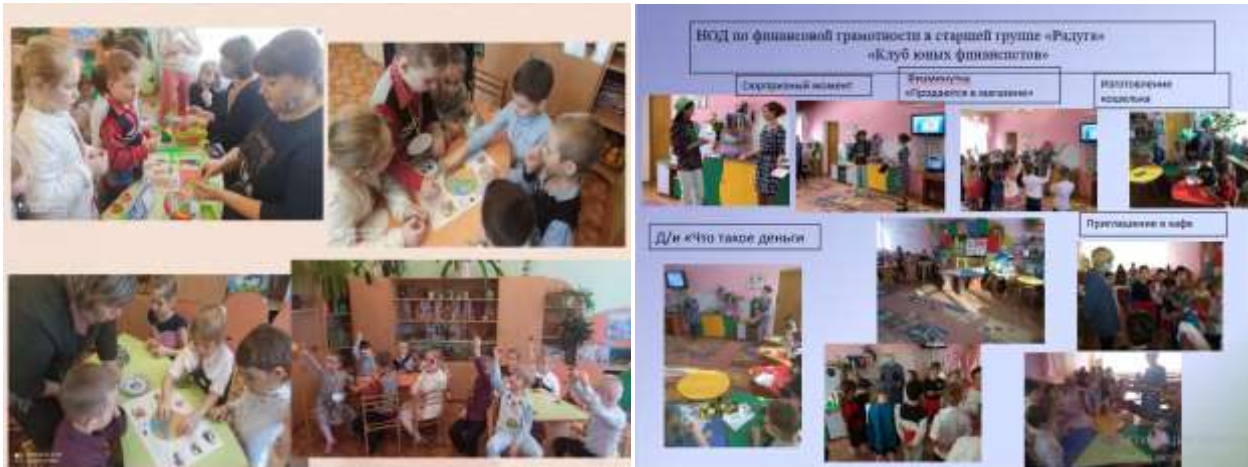 НОД по финансовой грамотности в старшей группе «Радуга»
«Клуб юных финансистов»
Сюрпризный момент
Физминутка
«Продаются в магазине»
Изготовление
кошелька
Д/и «Что такое деньги
Приглашение в кафе